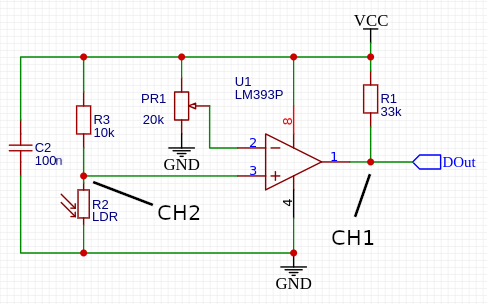 VCC
U1
LM393P
PR1
20k
R1
33k
R3
10k
8
C2
100n
2
1
DOut
GND
3
R2
LDR
4
CH2
CH1
GND